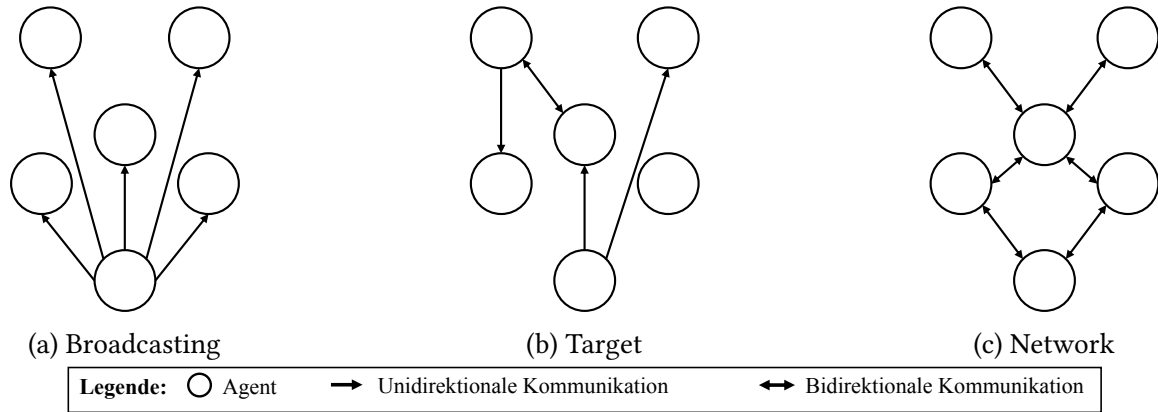 (a) Broadcasting (b) Target (c) Network
Legende: Agent Unidirektionale Kommunikation Bidirektionale Kommunikation